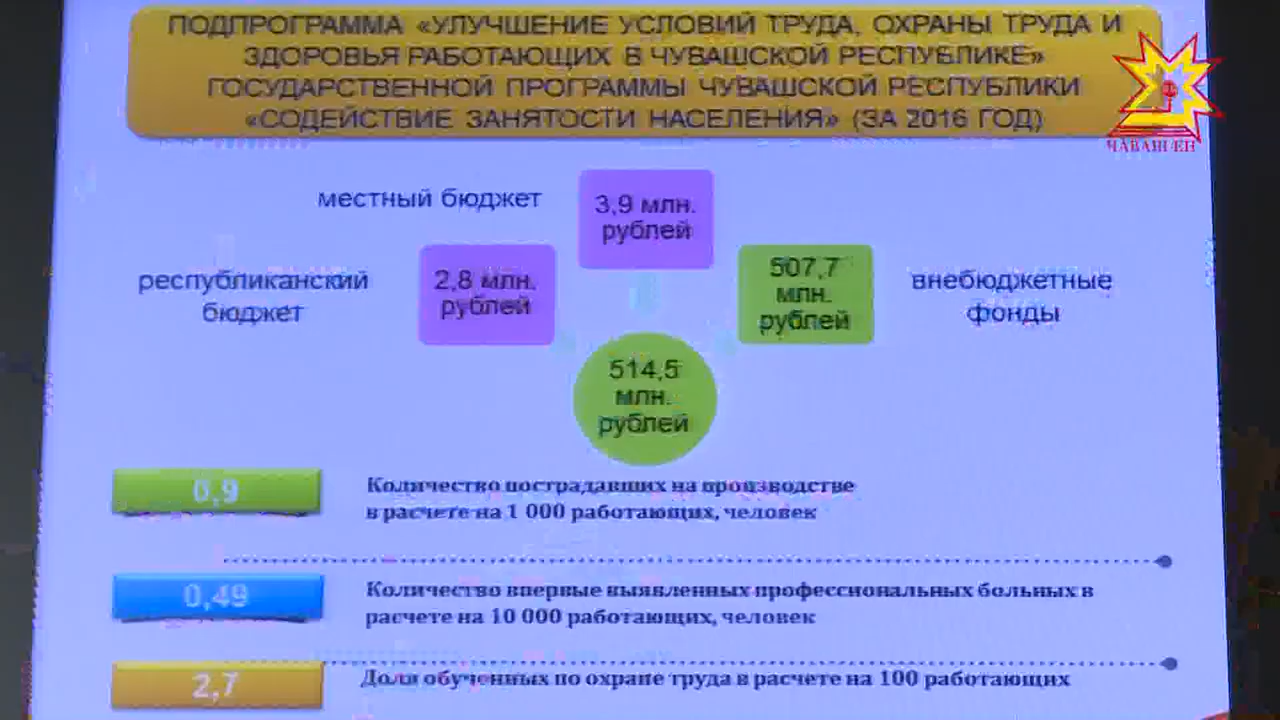 ПОДПРОГРАММА «УЛУЧШЕНИЕ УСЛОВИЙ ТРУДА, ОХРАНЫ ТРУДА И
ЗДОРОВЬЯ РАБОТАЮЩИХ В ЧУВАШСКОЙ РЕСПУБЛИКЕ»
ГОСУДАРСТВЕННОЙ ПРОГРАММЫ ЧУВАШСКОЙ РЕСПУБЛИКИ
«СОДЕЙСТВИЕ ЗАНЯТОСТИ НАСЕЛЕНИЯ» (ЗА 2016 ГОД)
ЧӐВАШ ЕН
местный бюджет
3,9 млн.
рублей
республиканский
бюджет
2,8 млн.
рублей
507,7
млн.
рублей
внебюджетные
фонды
514,5
млн.
рублей
0,9
Количество пострадавших на производстве
в расчете на 1 000 работающих, человек
0,49
Количество впервые выявленных профессиональных больных в
расчете на 10 000 работающих, человек
2,7
Доля обученных по охране труда в расчете на 100 работающих